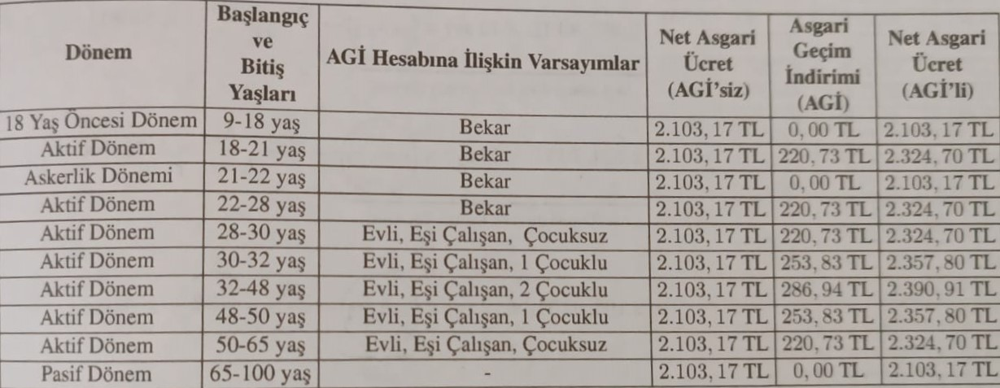 Dönem | Başlangıç ve Bitiş Yaşları | AGİ Hesabına İlişkin Varsayımlar | Net Asgari Ücret (AGİ'siz) | Asgari Geçim İndirimi (AGİ) | Net Asgari Ücret (AGİ'li)
18 Yaş Öncesi Dönem | 9-18 yaş | Bekar | 2.103, 17 TL | 0, 00 TL | 2.103, 17 TL
Aktif Dönem | 18-21 yaş | Bekar | 2.103, 17 TL | 220, 73 TL | 2.324, 70 TL
Askerlik Dönemi | 21-22 yaş | Bekar | 2.103, 17 TL | 0, 00 TL | 2.103, 17 TL
Aktif Dönem | 22-28 yaş | Bekar | 2.103, 17 TL | 220, 73 TL | 2.324, 70 TL
Aktif Dönem | 28-30 yaş | Evli, Eşi Çalışan, Çocuksuz | 2.103, 17 TL | 220, 73 TL | 2.324, 70 TL
Aktif Dönem | 30-32 yaş | Evli, Eşi Çalışan, 1 Çocuklu | 2.103, 17 TL | 253, 83 TL | 2.357, 80 TL
Aktif Dönem | 32-48 yaş | Evli, Eşi Çalışan, 2 Çocuklu | 2.103, 17 TL | 286, 94 TL | 2.390, 91 TL
Aktif Dönem | 48-50 yaş | Evli, Eşi Çalışan, 1 Çocuklu | 2.103, 17 TL | 253, 83 TL | 2.357, 80 TL
Aktif Dönem | 50-65 yaş | Evli, Eşi Çalışan, Çocuksuz | 2.103, 17 TL | 220, 73 TL | 2.324, 70 TL
Pasif Dönem | 65-100 yaş | - | 2.103, 17 TL | 0, 00 TL | 2.103, 17 TL